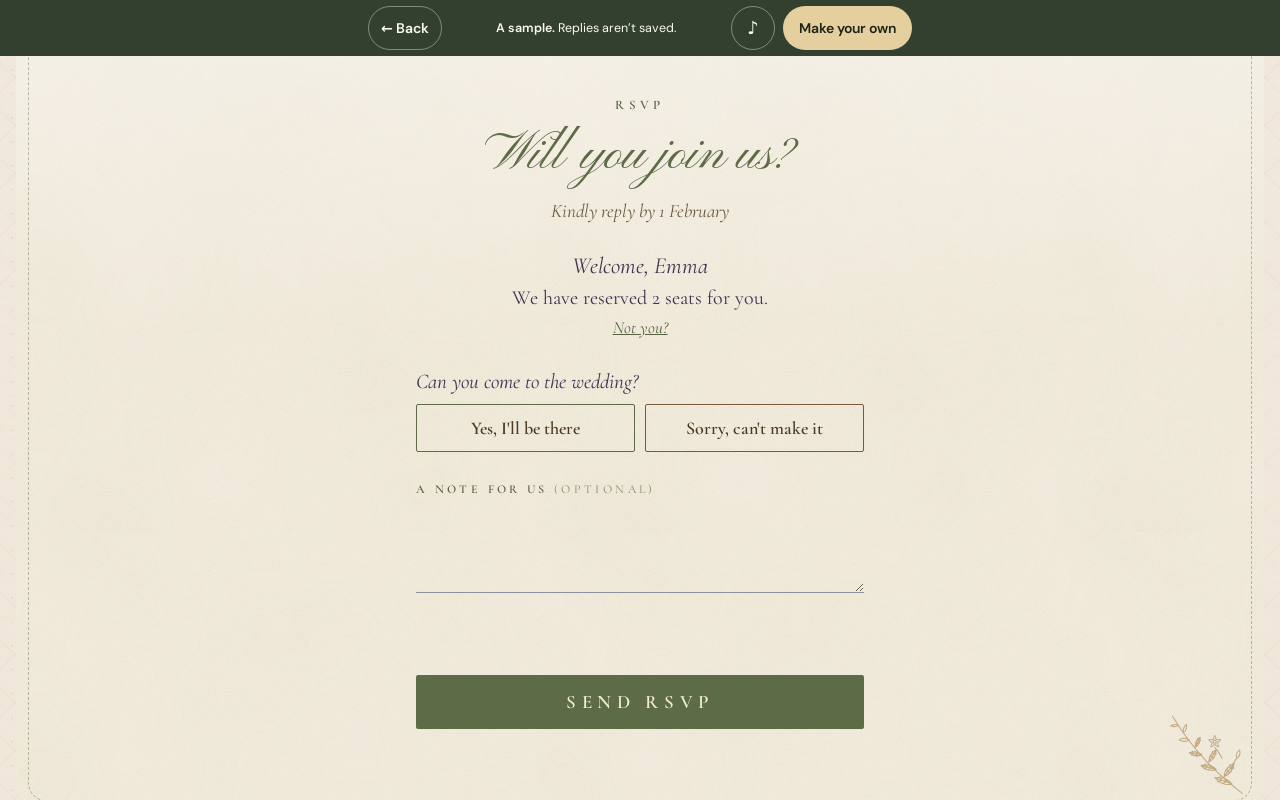 ← Back
A sample. Replies aren’t saved.
♪
Make your own
RSVP
Will you join us?
Kindly reply by 1 February
Welcome, Emma
We have reserved 2 seats for you.
Not you?
Can you come to the wedding?
Yes, I'll be there
Sorry, can't make it
A NOTE FOR US (OPTIONAL)
SEND RSVP